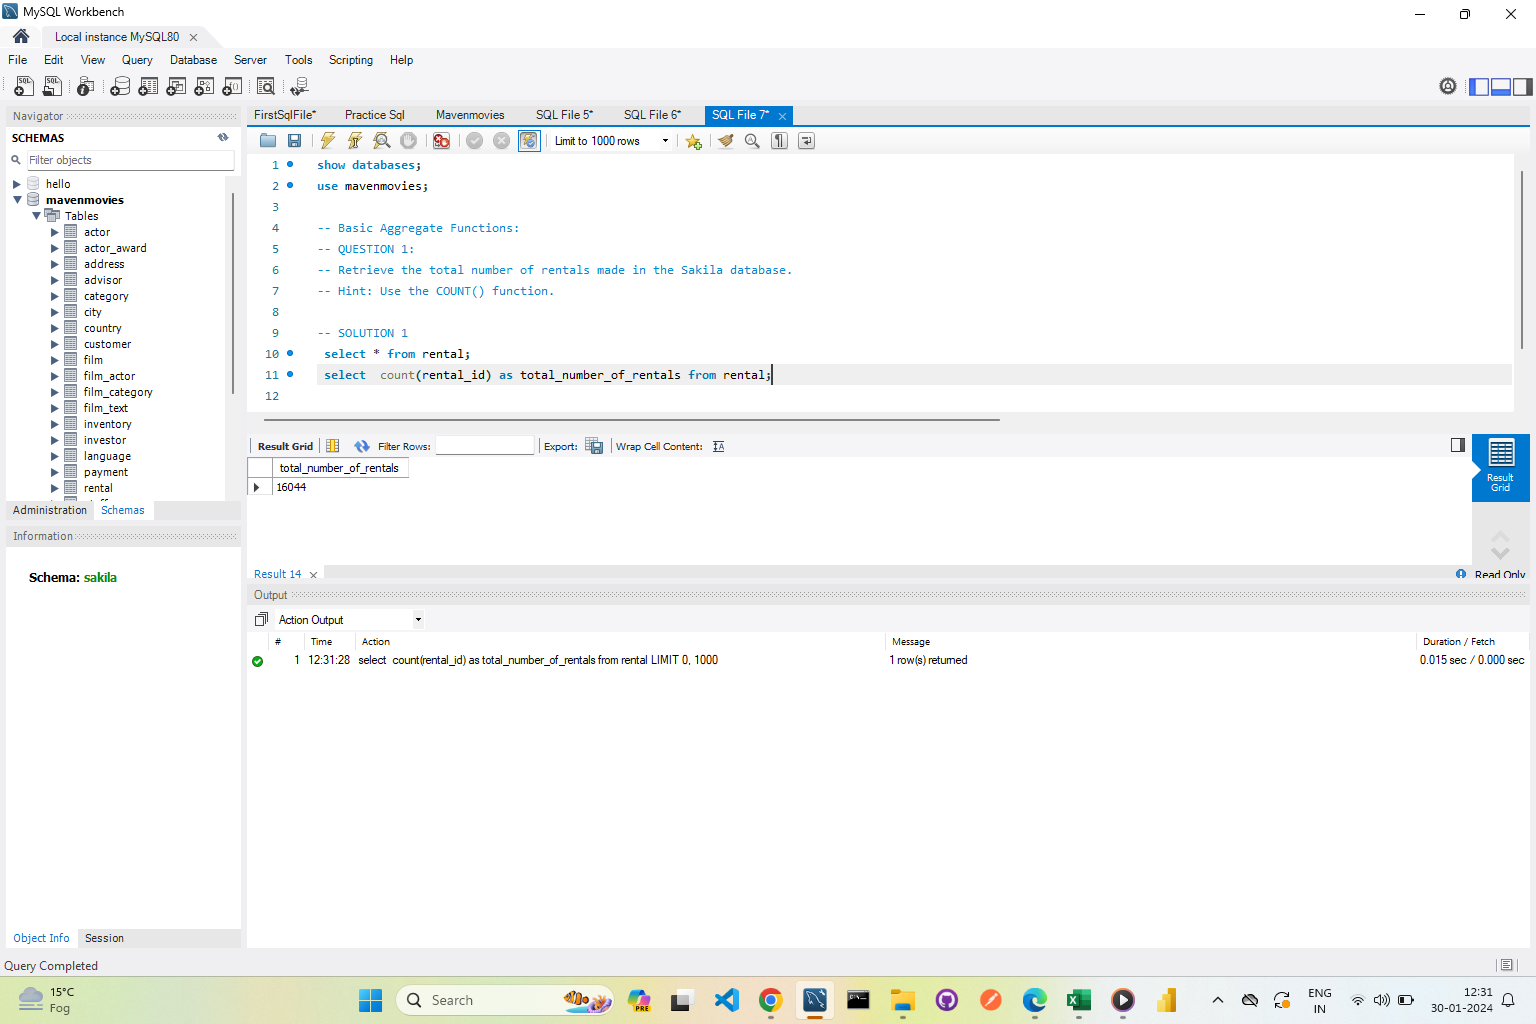 MySQL Workbench
Local instance MySQL80
File Edit View Query Database Server Tools Scripting Help
Navigator
SCHEMAS
Filter objects
hello
mavenmovies
Tables
actor
actor_award
address
advisor
category
city
country
customer
film
film_actor
film_category
film_text
inventory
investor
language
payment
rental
Administration Schemas
Information
Schema: sakila
Object Info Session
FirstSqlFile* Practice Sql Mavenmovies SQL File 5* SQL File 6* SQL File 7*
Limit to 1000 rows
1 show databases;
2 use mavenmovies;
3
4 -- Basic Aggregate Functions:
5 -- QUESTION 1:
6 -- Retrieve the total number of rentals made in the Sakila database.
7 -- Hint: Use the COUNT() function.
8
9 -- SOLUTION 1
10 select * from rental;
11 select  count(rental_id) as total_number_of_rentals from rental;
12
Result Grid Filter Rows: Export: Wrap Cell Content:
total_number_of_rentals
16044
Result
Grid
Result 14
Read Only
Output
Action Output
# Time Action Message Duration / Fetch
1 12:31:28 select  count(rental_id) as total_number_of_rentals from rental LIMIT 0, 1000 1 row(s) returned 0.015 sec / 0.000 sec
Query Completed
15°C
Fog
Search
PRE
ENG
IN
12:31
30-01-2024